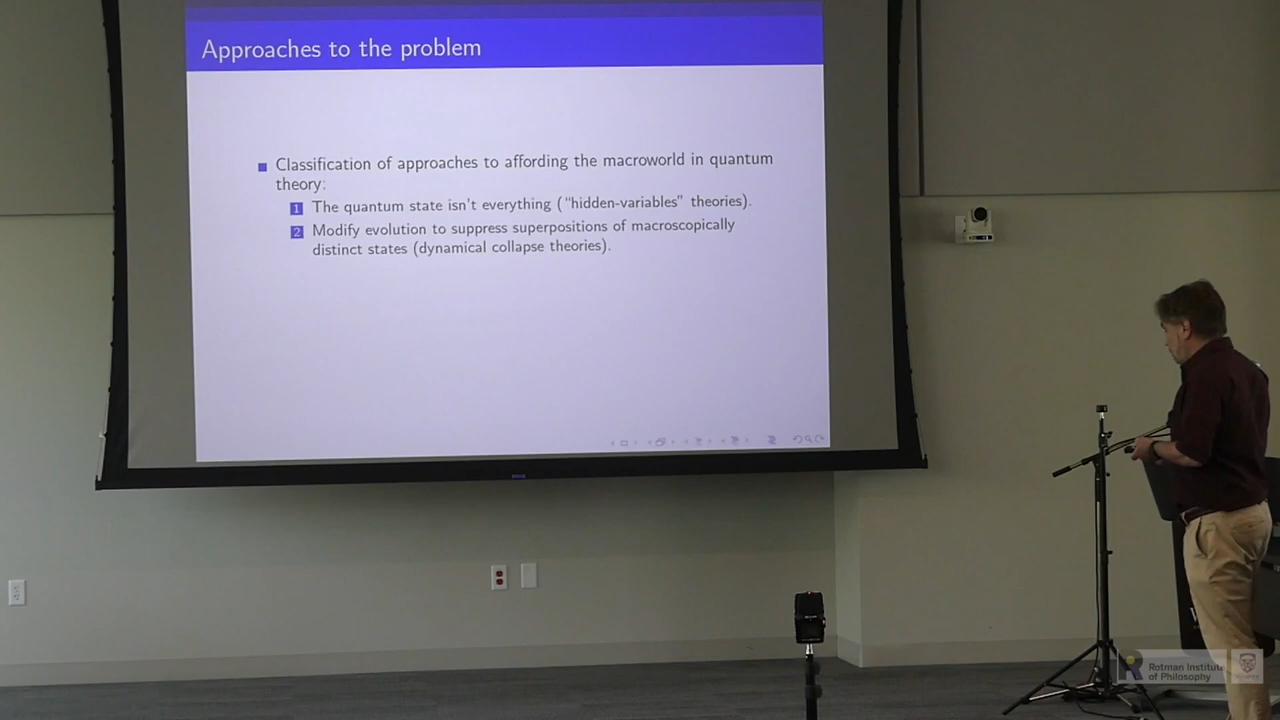 Approaches to the problem
Classification of approaches to affording the macroworld in quantum
theory:
1 The quantum state isn't everything ("hidden-variables" theories).
2 Modify evolution to suppress superpositions of macroscopically
distinct states (dynamical collapse theories).
Rotman Institute
of Philosophy